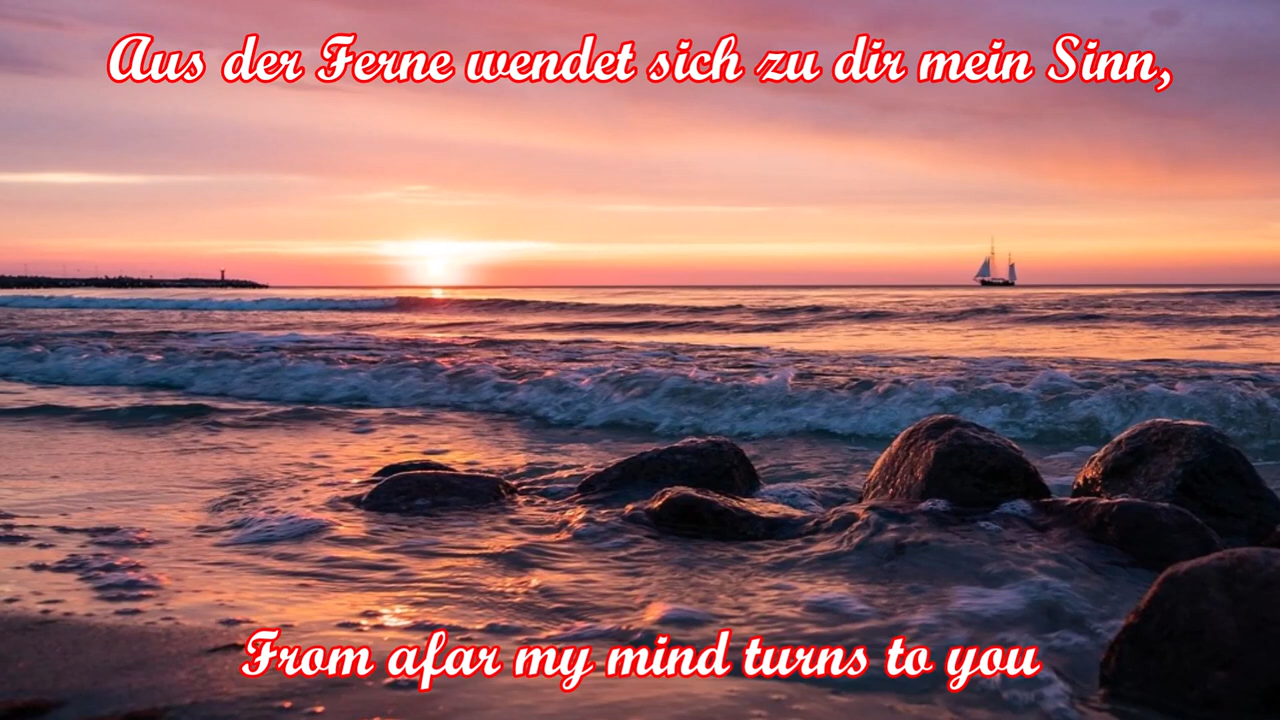 Aus der Ferne wendet sich zu dir mein Sinn,
From afar my mind turns to you